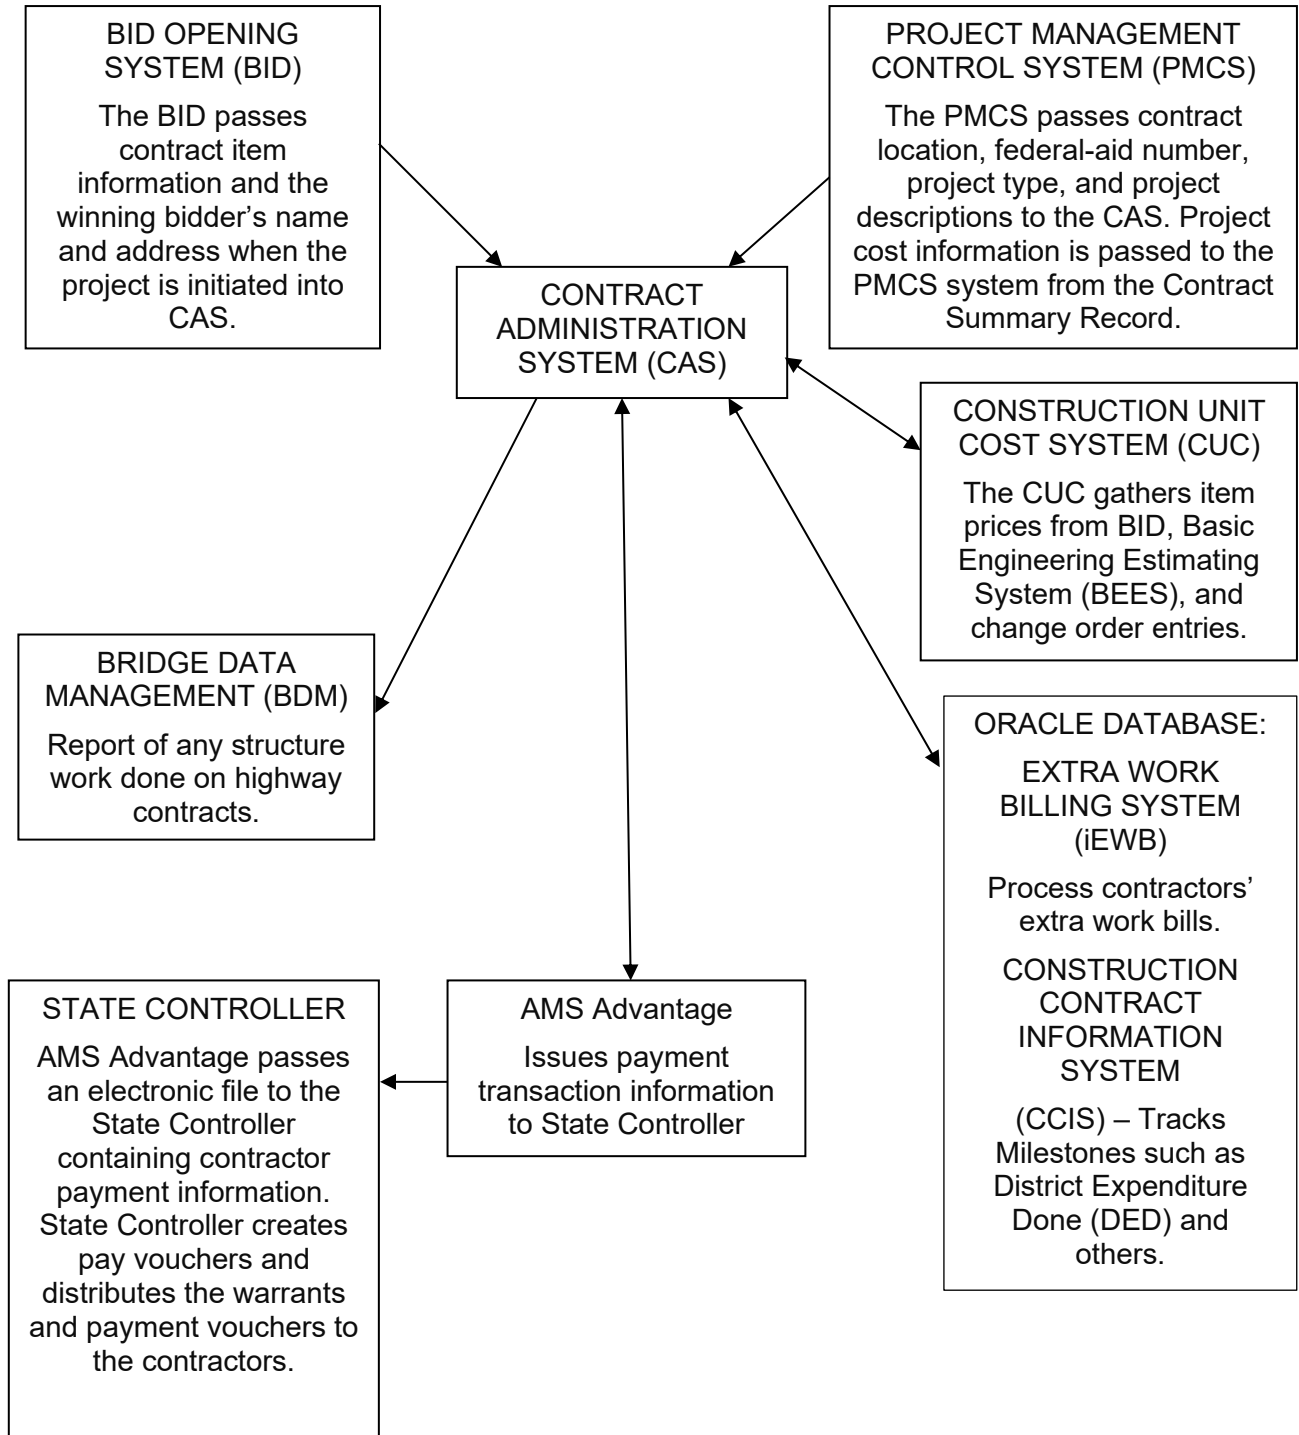 BID OPENING
SYSTEM (BID)
The BID passes
contract item
information and the
winning bidder’s name
and address when the
project is initiated into
CAS.
PROJECT MANAGEMENT
CONTROL SYSTEM (PMCS)
The PMCS passes contract
location, federal-aid number,
project type, and project
descriptions to the CAS. Project
cost information is passed to the
PMCS system from the Contract
Summary Record.
CONTRACT
ADMINISTRATION
SYSTEM (CAS)
CONSTRUCTION UNIT
COST SYSTEM (CUC)
The CUC gathers item
prices from BID, Basic
Engineering Estimating
System (BEES), and
change order entries.
BRIDGE DATA
MANAGEMENT (BDM)
Report of any structure
work done on highway
contracts.
ORACLE DATABASE:
EXTRA WORK
BILLING SYSTEM
(iEWB)
Process contractors’
extra work bills.
CONSTRUCTION
CONTRACT
INFORMATION
SYSTEM
(CCIS) – Tracks
Milestones such as
District Expenditure
Done (DED) and
others.
STATE CONTROLLER
AMS Advantage passes
an electronic file to the
State Controller
containing contractor
payment information.
State Controller creates
pay vouchers and
distributes the warrants
and payment vouchers to
the contractors.
AMS Advantage
Issues payment
transaction information
to State Controller